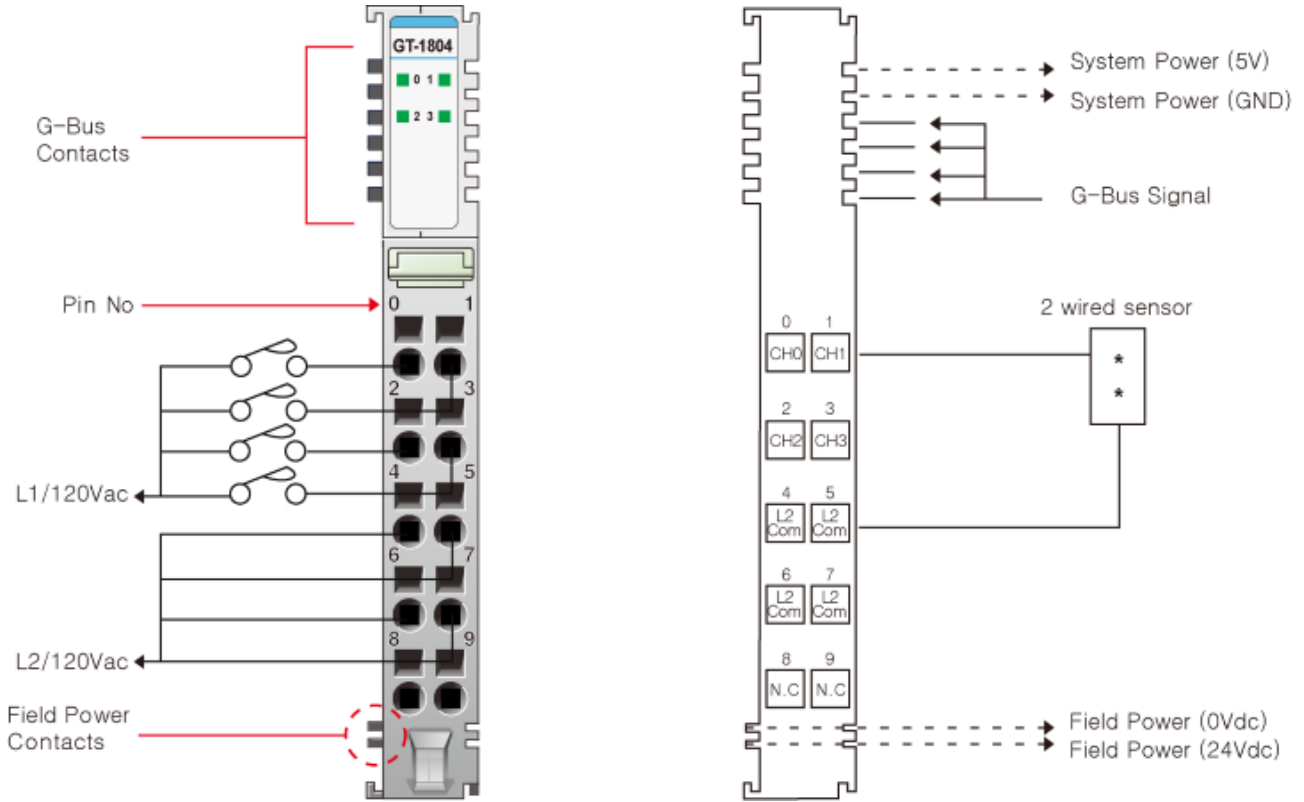 GT-1804
0 1
2 3
G-Bus
Contacts
Pin No
0 1
2 3
4 5
6 7
8 9
L1/120Vac
L2/120Vac
Field Power
Contacts
System Power (5V)
System Power (GND)
G-Bus Signal
2 wired sensor
*
*
0 1
CH0 CH1
2 3
CH2 CH3
4 5
L2 L2
Com Com
6 7
L2 L2
Com Com
8 9
N.C N.C
Field Power (0Vdc)
Field Power (24Vdc)